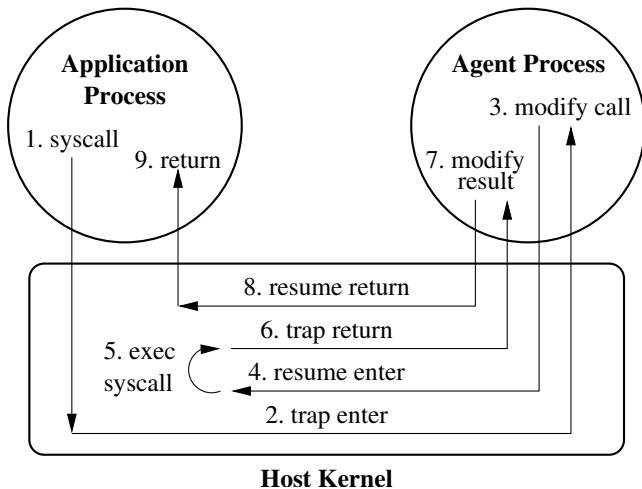 Application
Process
1. syscall
9. return
Agent Process
3. modify call
7. modify
result
8. resume return
6. trap return
5. exec
syscall
4. resume enter
2. trap enter
Host Kernel